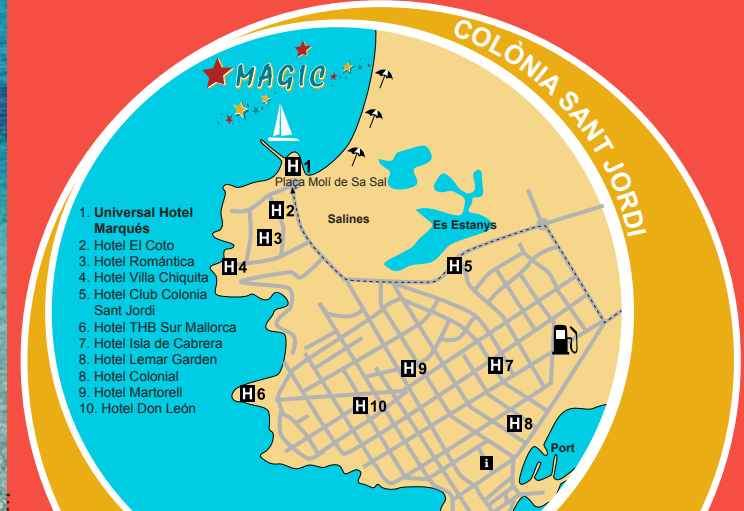 COLÒNIA SANT JORDI
MAGIC
H 1
Plaça Molí de Sa Sal
1. Universal Hotel
Marqués
2. Hotel El Coto
3. Hotel Romántica
4. Hotel Villa Chiquita
5. Hotel Club Colonia
Sant Jordi
6. Hotel THB Sur Mallorca
7. Hotel Isla de Cabrera
8. Hotel Lemar Garden
8. Hotel Colonial
9. Hotel Martorell
10. Hotel Don León
H 2
Salines
Es Estanys
H 3
H 4
H 5
H 9
H 7
H 6
H 10
H 8
Port
i